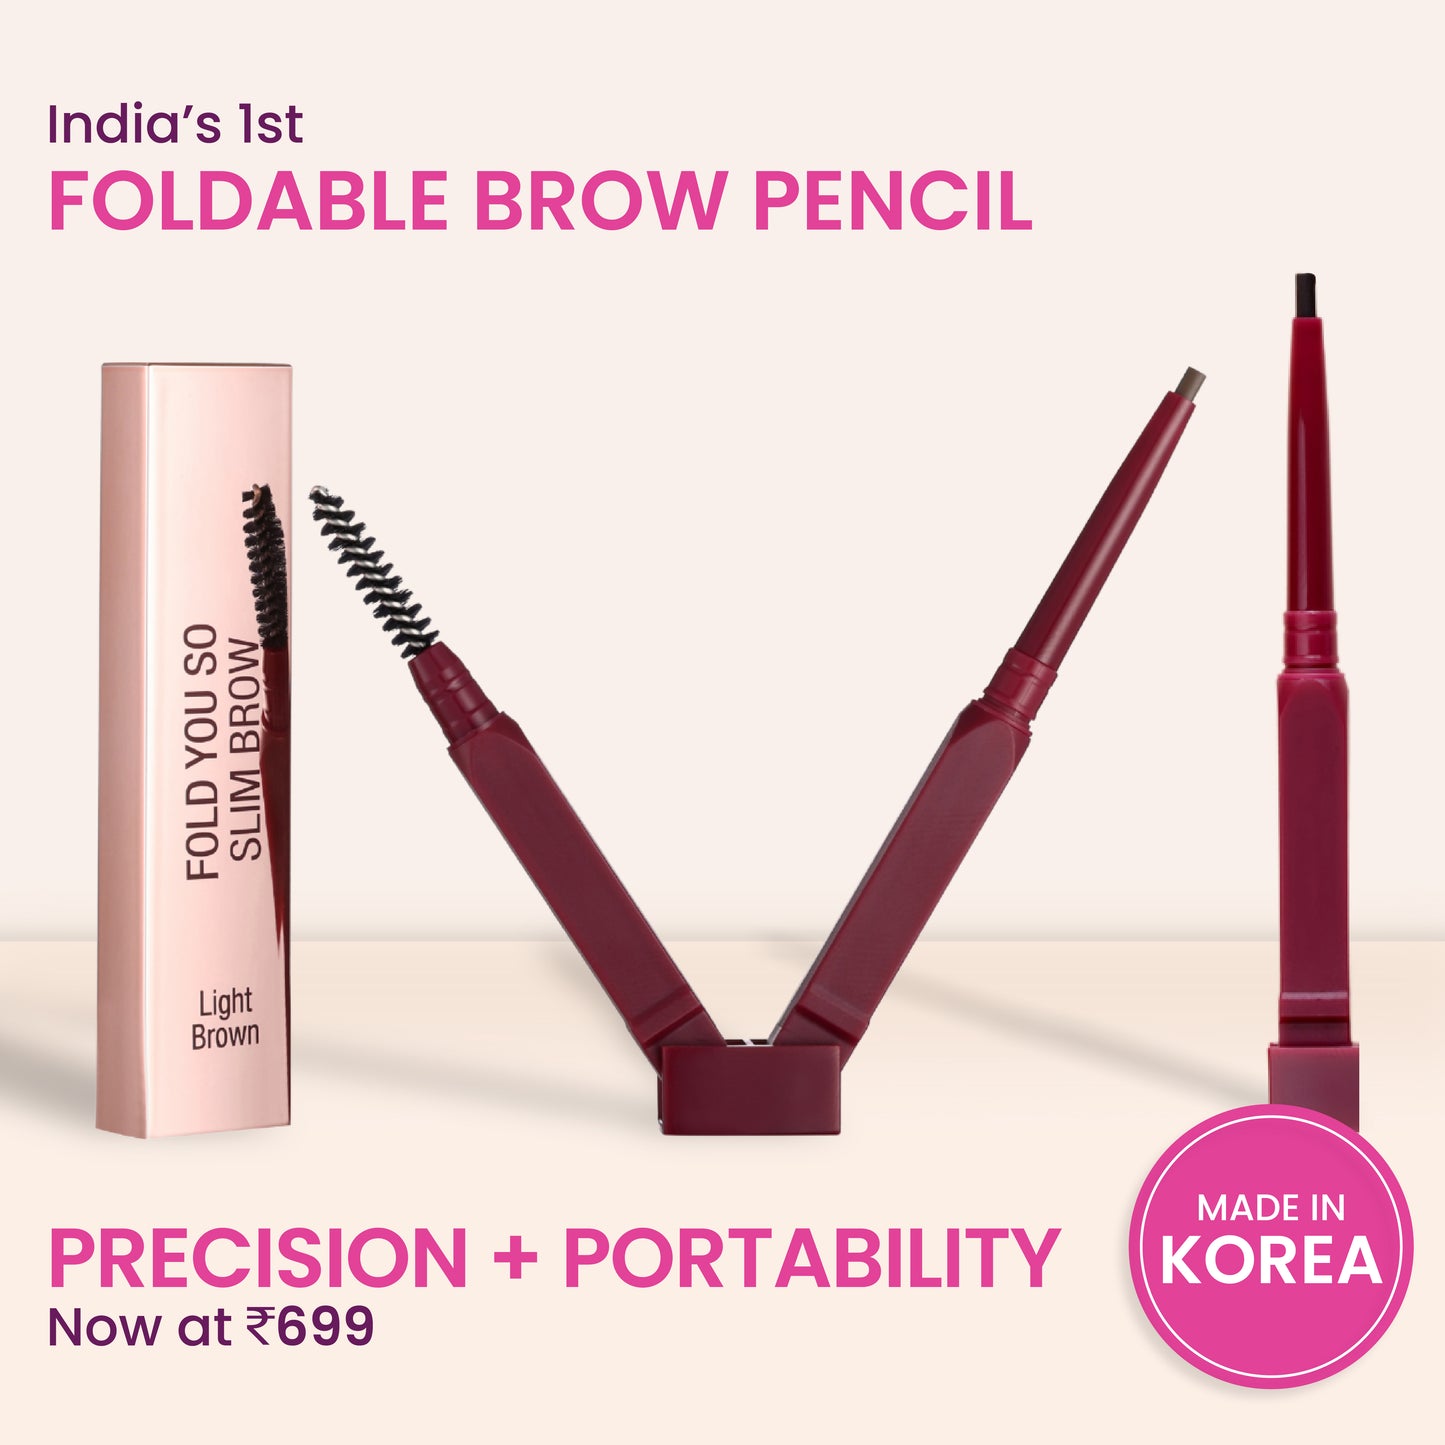 India’s 1st
FOLDABLE BROW PENCIL
FOLD YOU SO
SLIM BROW
Light
Brown
PRECISION + PORTABILITY
Now at ₹699
MADE IN
KOREA